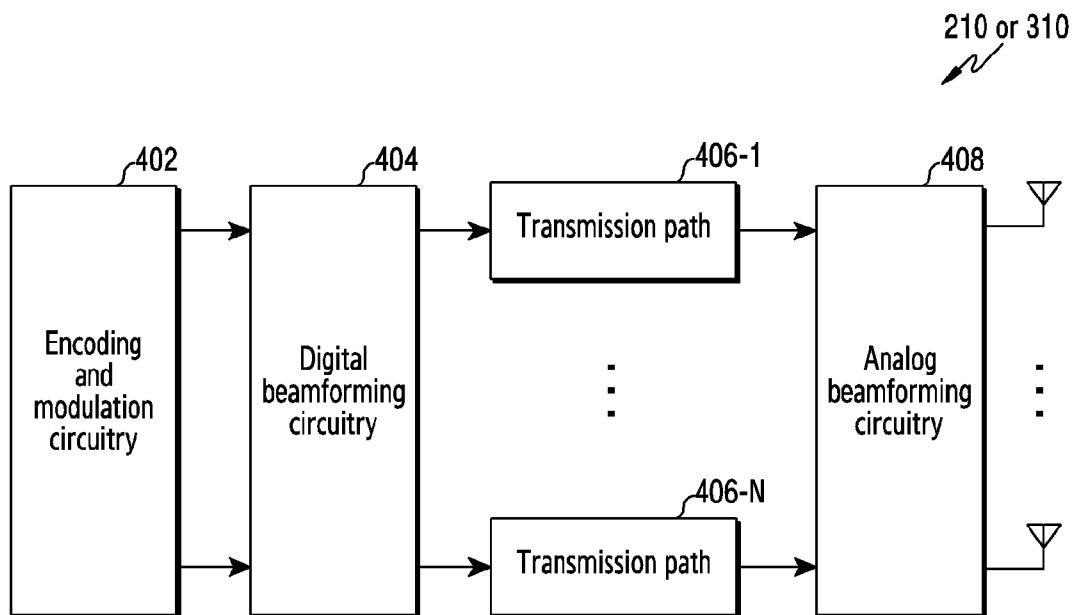 210 or 310
402
404
406-1
408
Transmission path
Encoding
and
modulation
circuitry
Digital
beamforming
circuitry
Analog
beamforming
circuitry
406-N
Transmission path